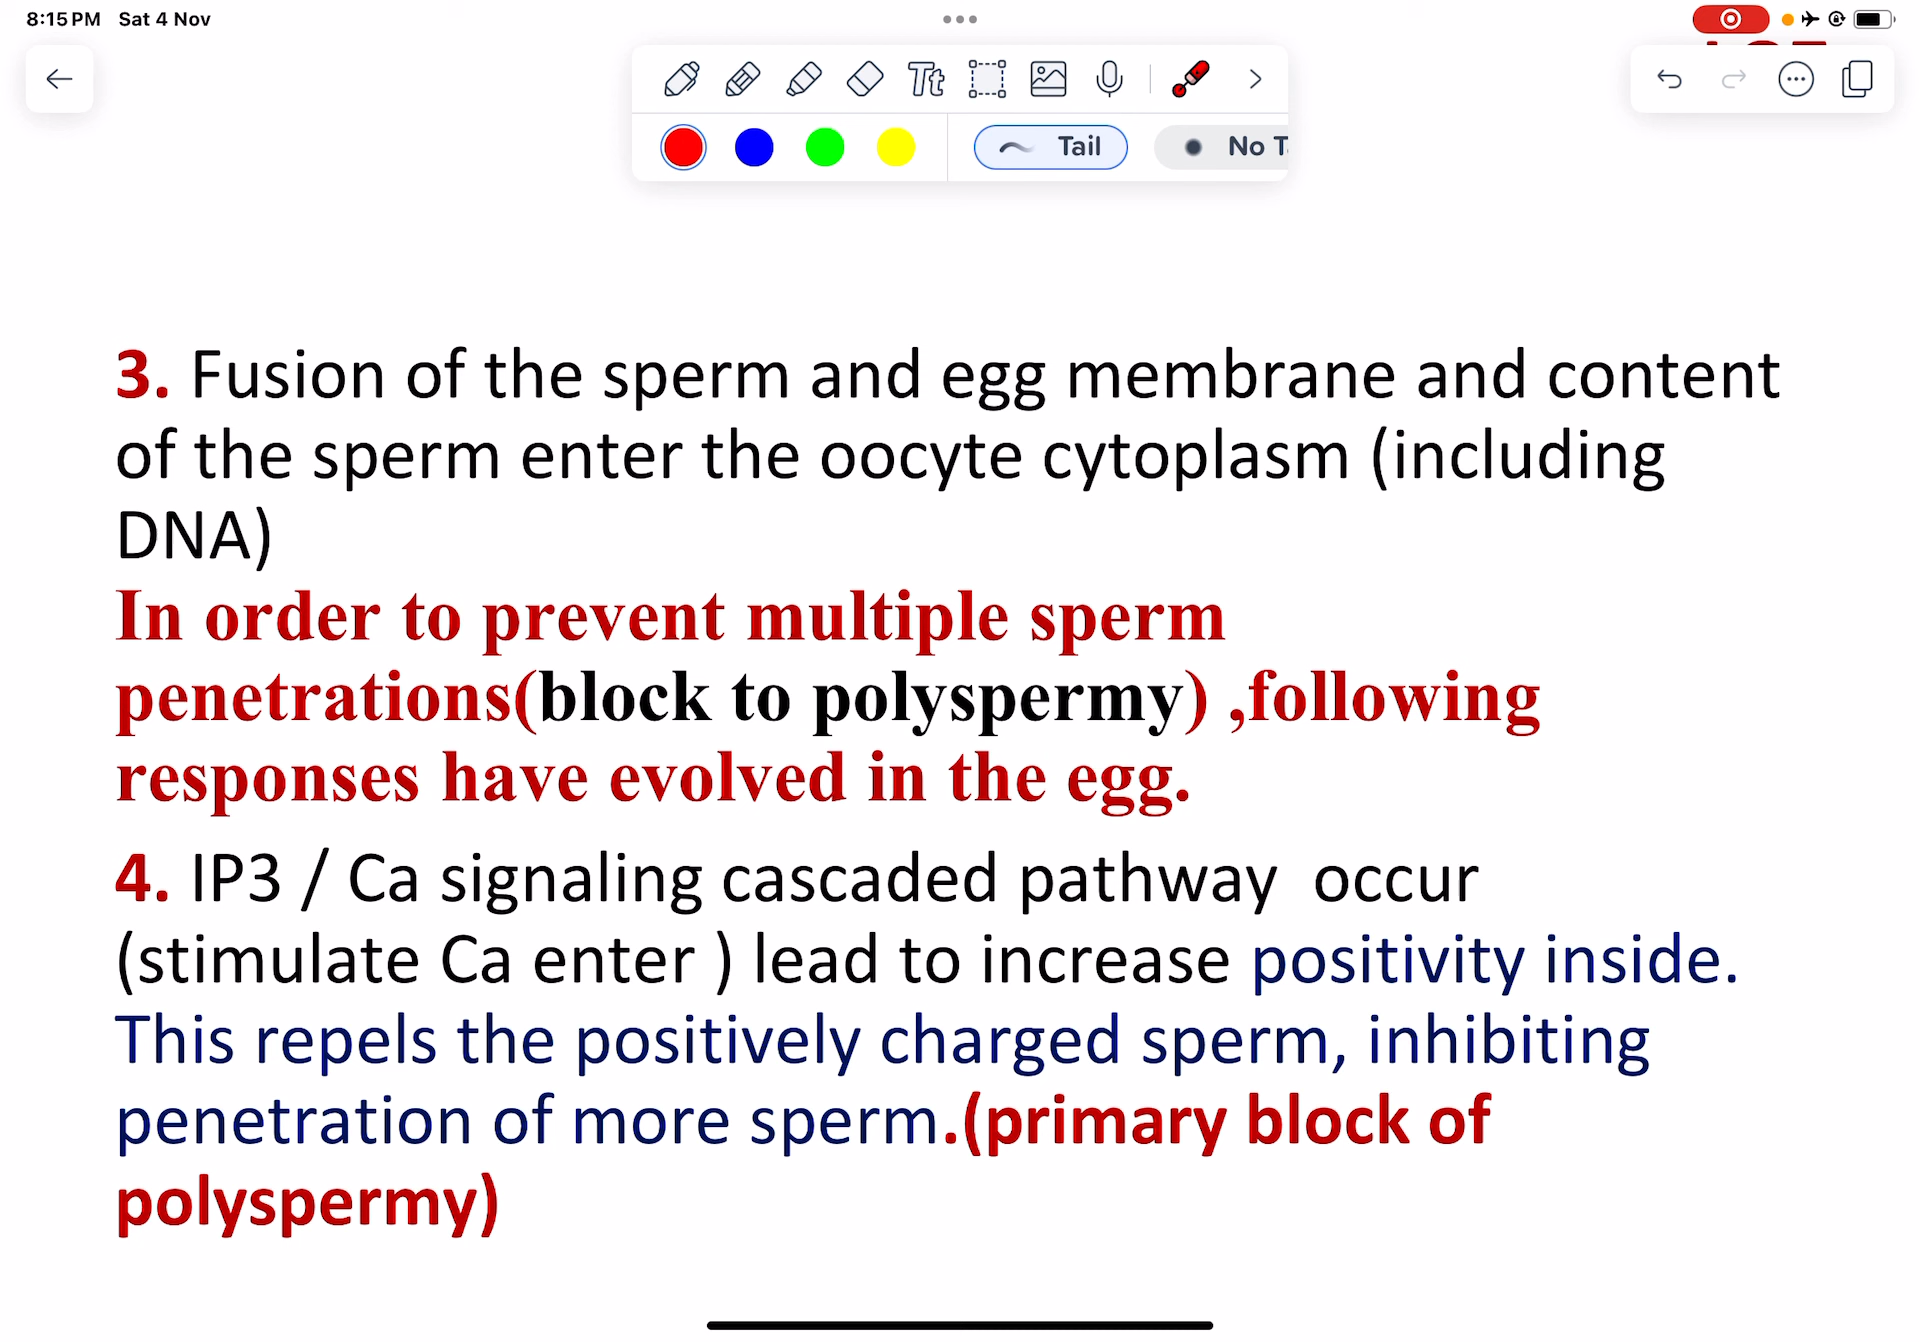 8:15 PM Sat 4 Nov
Tt
Tail No T
3. Fusion of the sperm and egg membrane and content
of the sperm enter the oocyte cytoplasm (including
DNA)
In order to prevent multiple sperm
penetrations(block to polyspermy) ,following
responses have evolved in the egg.
4. IP3 / Ca signaling cascaded pathway  occur
(stimulate Ca enter ) lead to increase positivity inside.
This repels the positively charged sperm, inhibiting
penetration of more sperm.(primary block of
polyspermy)